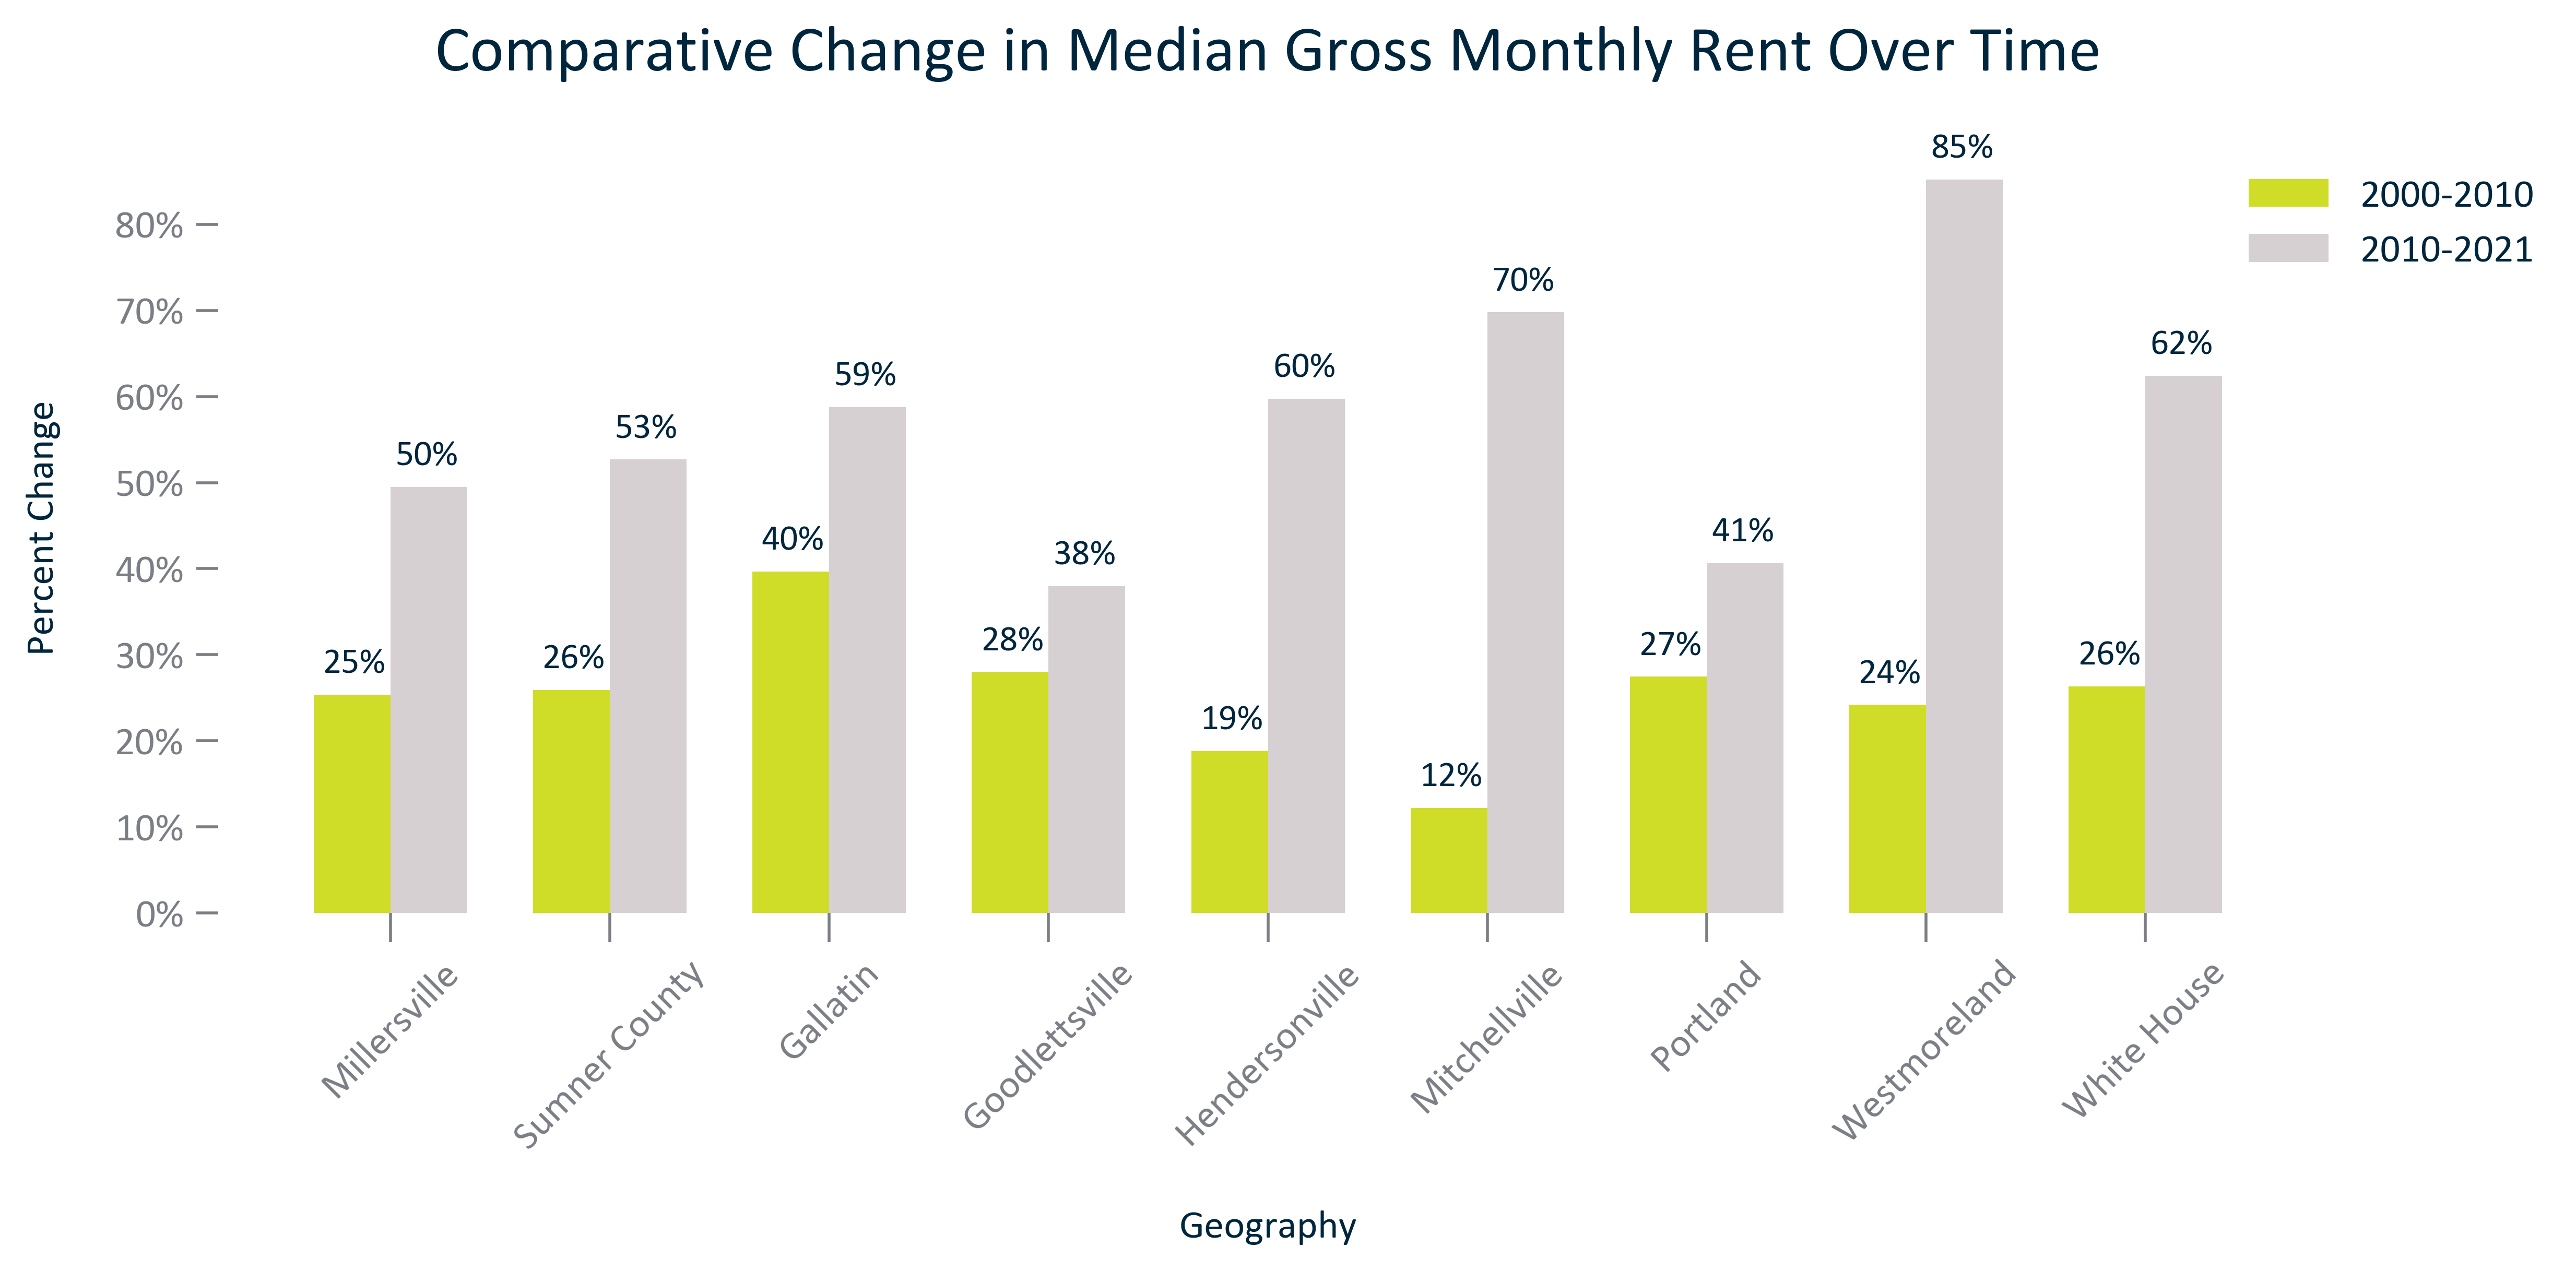 Comparative Change in Median Gross Monthly Rent Over Time
2000-2010
2010-2021
Percent Change
80%
70%
60%
50%
40%
30%
20%
10%
0%
25%
50%
26%
53%
40%
59%
28%
38%
19%
60%
12%
70%
27%
41%
24%
85%
26%
62%
Millersville
Sumner County
Gallatin
Goodlettsville
Hendersonville
Mitchellville
Portland
Westmoreland
White House
Geography